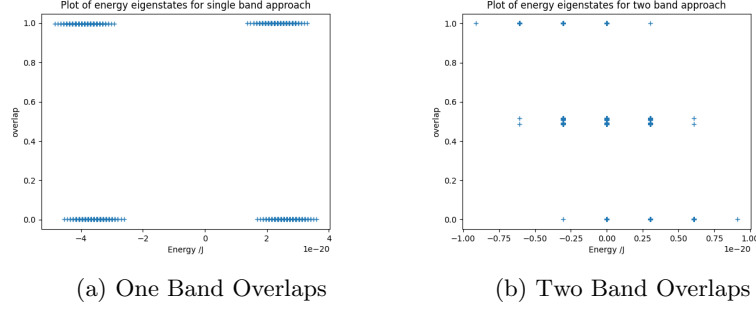 Plot of energy eigenstates for single band approach
1.0
0.8
0.6
0.4
0.2
0.0
overlap
−4
−2
0
2
4
Energy /J
1e−20
(a) One Band Overlaps
Plot of energy eigenstates for two band approach
1.0
0.8
0.6
0.4
0.2
0.0
overlap
−1.00
−0.75
−0.50
−0.25
0.00
0.25
0.50
0.75
1.00
Energy /J
1e−20
(b) Two Band Overlaps